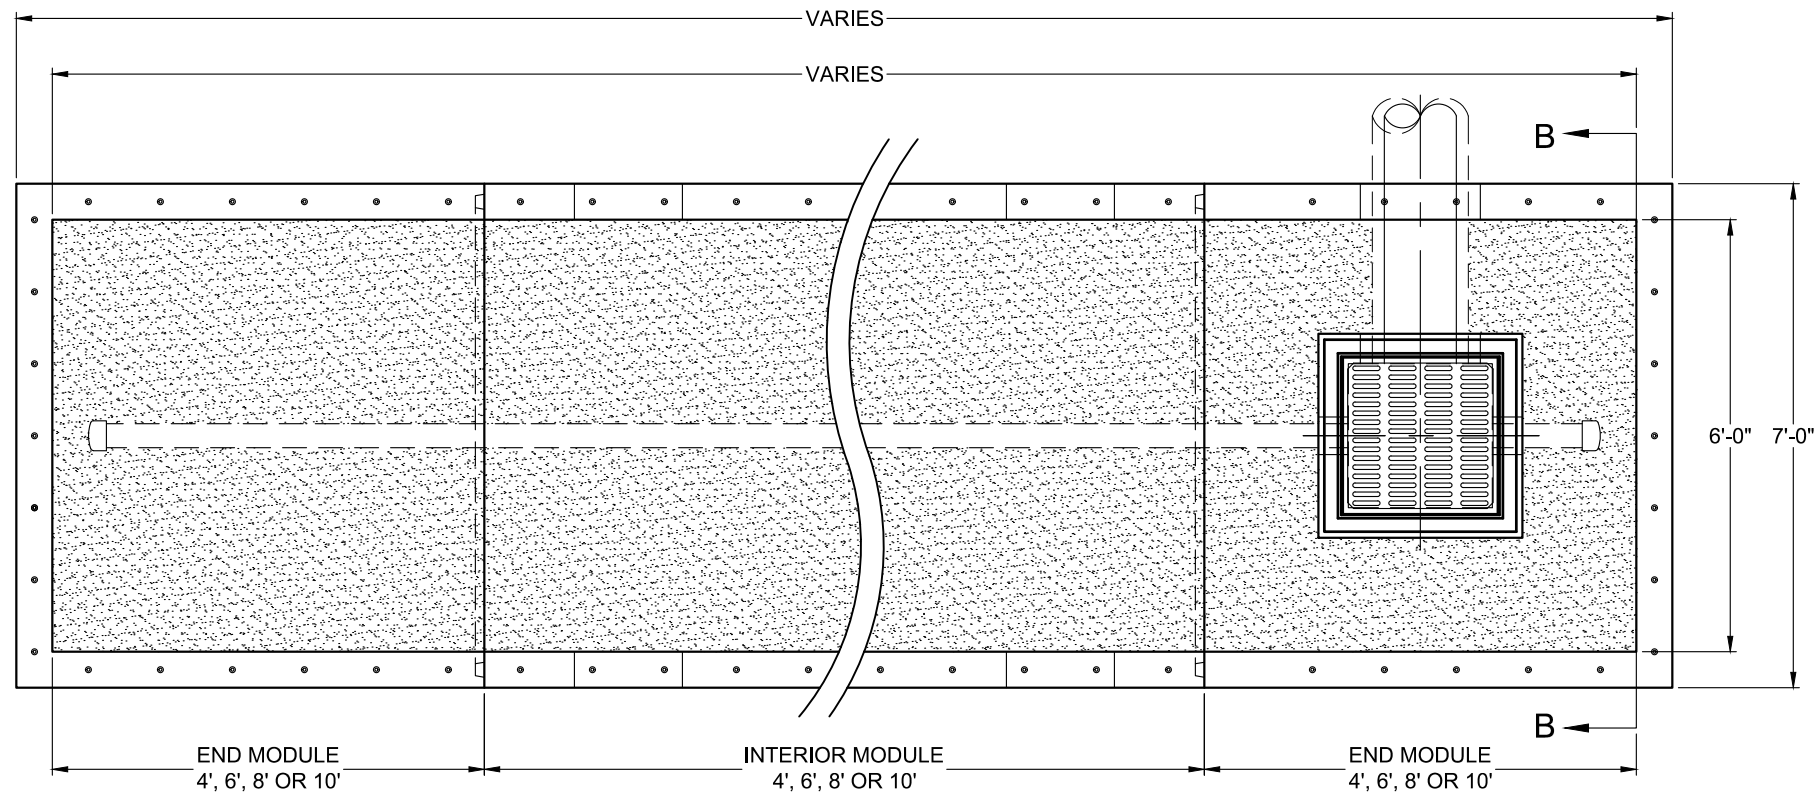 VARIES
VARIES
B
6'-0"
7'-0"
B
END MODULE
4', 6', 8' OR 10'
INTERIOR MODULE
4', 6', 8' OR 10'
END MODULE
4', 6', 8' OR 10'